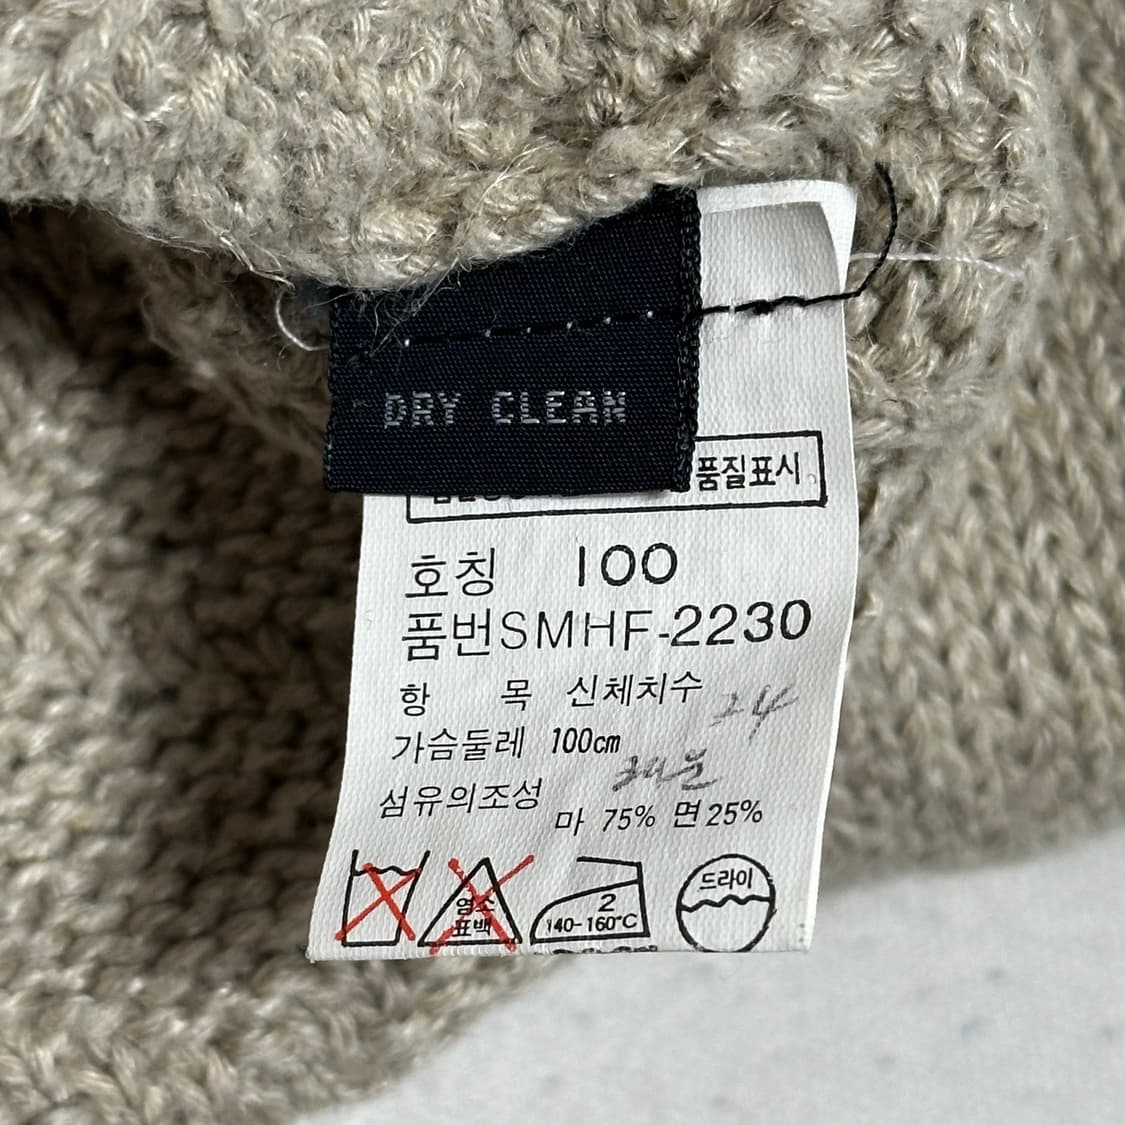 DRY CLEAN
품질표시
호칭 100
품번SMHF-2230
항 목 신체치수
가슴둘레 100cm
섬유의조성
마 75% 면25%
염소
표백
2
140-160°C
드라이